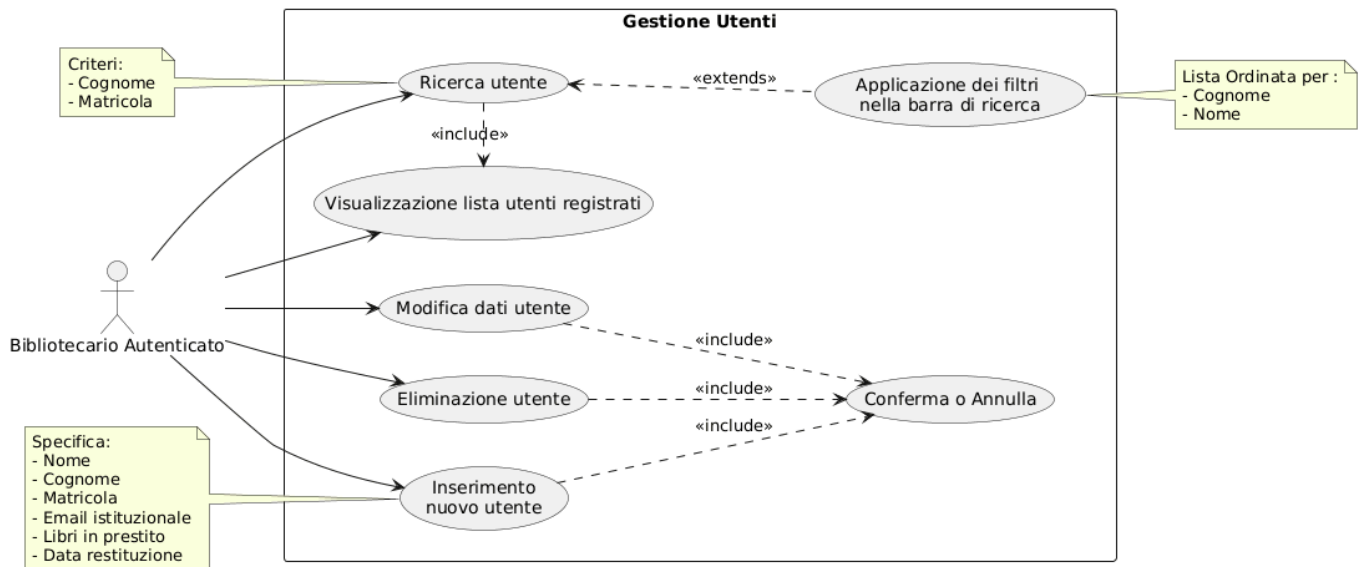 Gestione Utenti
Criteri:
- Cognome
- Matricola
Ricerca utente
«extends»
Applicazione dei filtri
nella barra di ricerca
Lista Ordinata per :
- Cognome
- Nome
«include»
Visualizzazione lista utenti registrati
Bibliotecario Autenticato
Modifica dati utente
«include»
Eliminazione utente
«include»
Conferma o Annulla
«include»
Inserimento
nuovo utente
Specifica:
- Nome
- Cognome
- Matricola
- Email istituzionale
- Libri in prestito
- Data restituzione